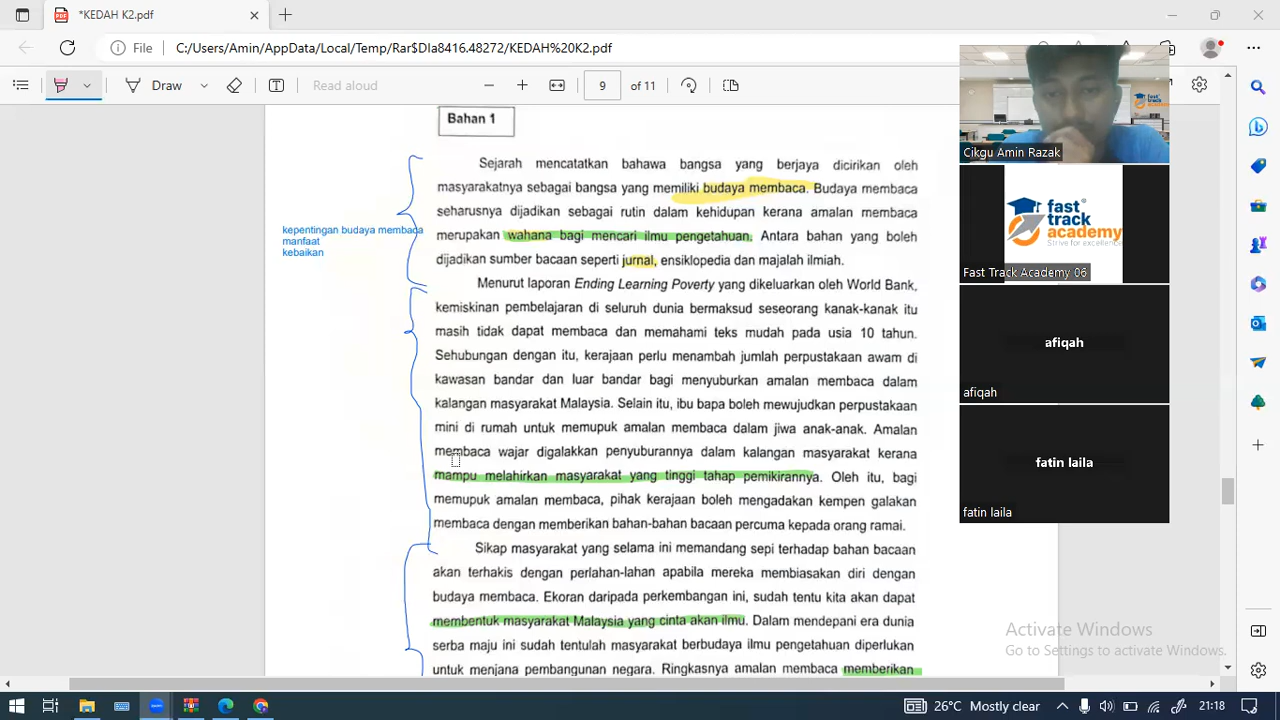 *KEDAH K2.pdf
File C:/Users/Amin/AppData/Local/Temp/Rar$DIa8416.48272/KEDAH%20K2.pdf
Draw
Read aloud
9 of 11
Bahan 1
Sejarah mencatatkan bahawa bangsa yang berjaya dicirikan oleh
masyarakatnya sebagai bangsa yang memiliki budaya membaca. Budaya membaca
seharusnya dijadikan sebagai rutin dalam kehidupan kerana amalan membaca
merupakan wahana bagi mencari ilmu pengetahuan. Antara bahan yang boleh
dijadikan sumber bacaan seperti jurnal, ensiklopedia dan majalah ilmiah.
Menurut laporan Ending Learning Poverty yang dikeluarkan oleh World Bank,
kemiskinan pembelajaran di seluruh dunia bermaksud seseorang kanak-kanak itu
masih tidak dapat membaca dan memahami teks mudah pada usia 10 tahun.
Sehubungan dengan itu, kerajaan perlu menambah jumlah perpustakaan awam di
kawasan bandar dan luar bandar bagi menyuburkan amalan membaca dalam
kalangan masyarakat Malaysia. Selain itu, ibu bapa boleh mewujudkan perpustakaan
mini di rumah untuk memupuk amalan membaca dalam jiwa anak-anak. Amalan
membaca wajar digalakkan penyuburannya dalam kalangan masyarakat kerana
mampu melahirkan masyarakat yang tinggi tahap pemikirannya. Oleh itu, bagi
memupuk amalan membaca, pihak kerajaan boleh mengadakan kempen galakan
membaca dengan memberikan bahan-bahan bacaan percuma kepada orang ramai.
Sikap masyarakat yang selama ini memandang sepi terhadap bahan bacaan
akan terhakis dengan perlahan-lahan apabila mereka membiasakan diri dengan
budaya membaca. Ekoran daripada perkembangan ini, sudah tentu kita akan dapat
membentuk masyarakat Malaysia yang cinta akan ilmu. Dalam mendepani era dunia
serba maju ini sudah tentulah masyarakat berbudaya ilmu pengetahuan diperlukan
untuk menjana pembangunan negara. Ringkasnya amalan membaca memberikan
kepentingan budaya membaca
manfaat
kebaikan
Cikgu Amin Razak
fast
track
academy
Strive for excellence
Fast Track Academy 06
afiqah
afiqah
fatin laila
fatin laila
Activate Windows
Go to Settings to activate Windows.
26°C Mostly clear
21:18